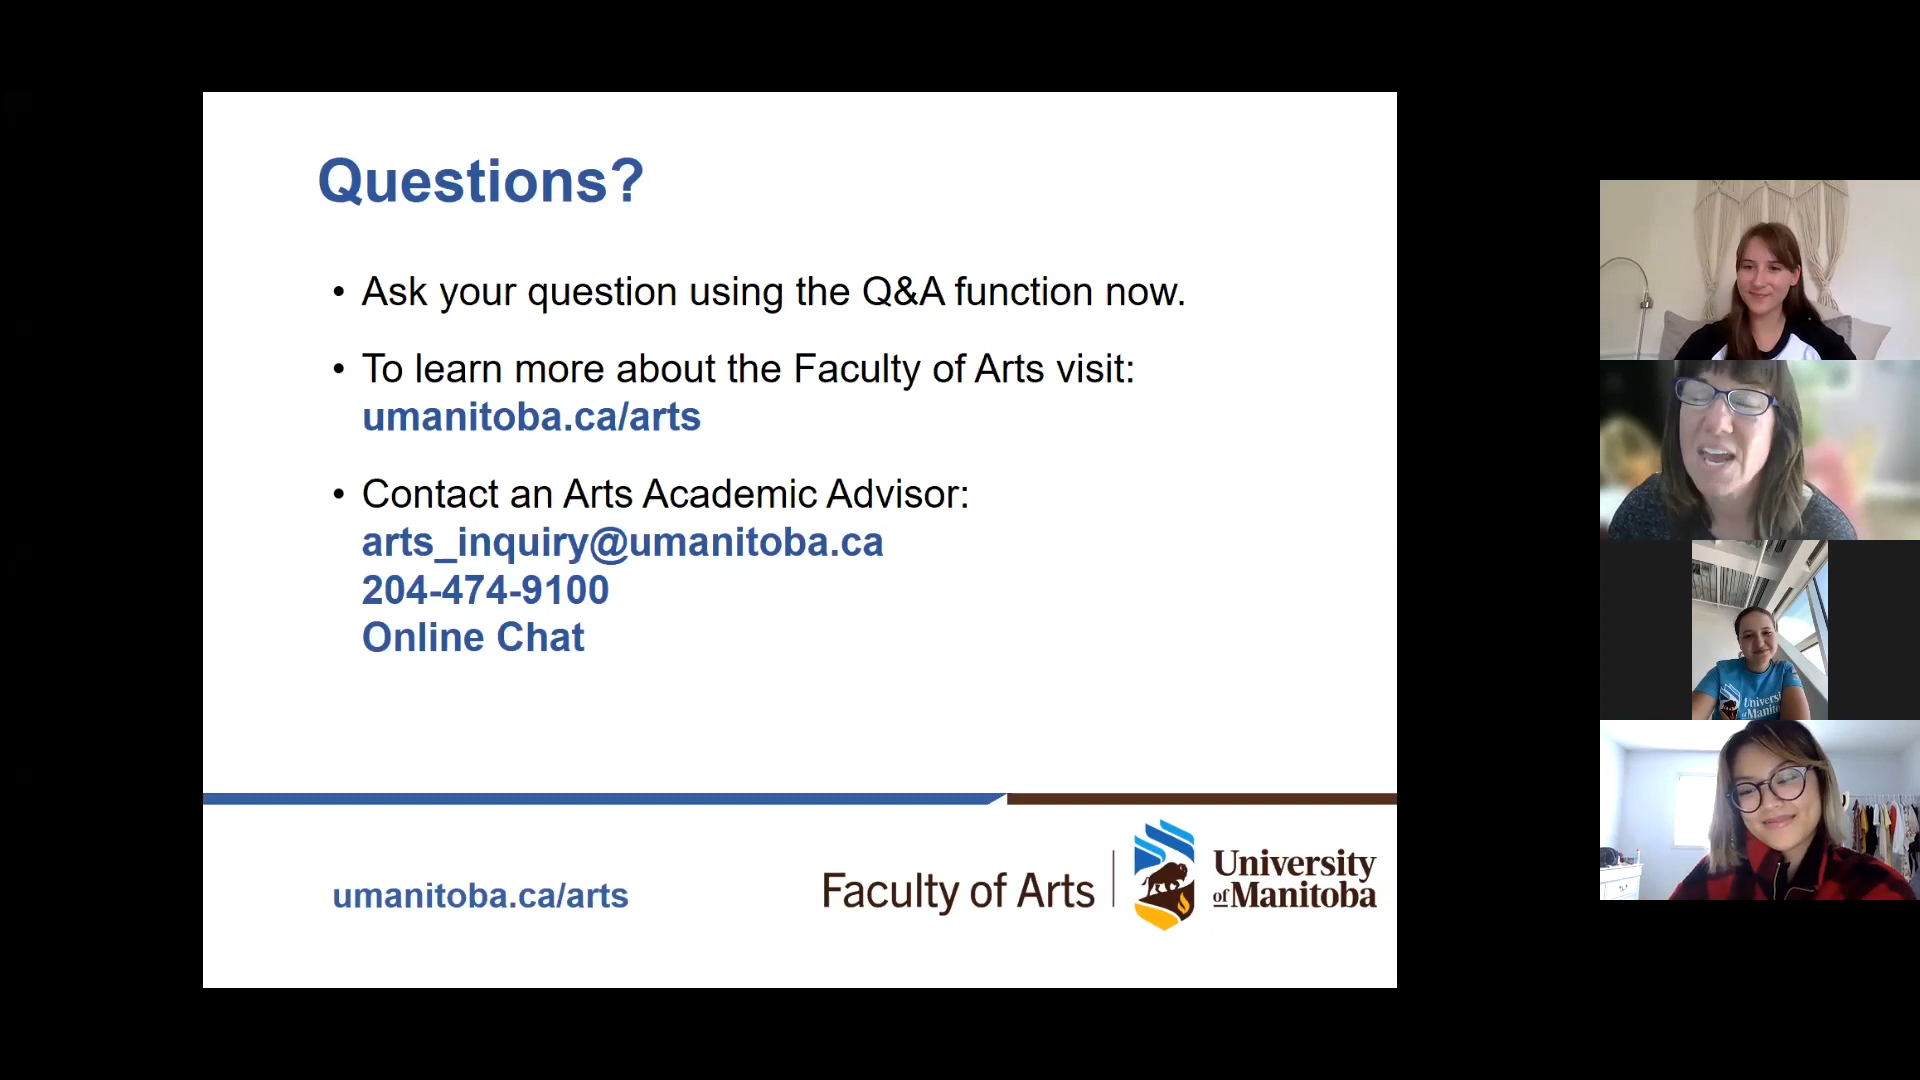 Questions?
• Ask your question using the Q&A function now.
• To learn more about the Faculty of Arts visit:
umanitoba.ca/arts
• Contact an Arts Academic Advisor:
arts_inquiry@umanitoba.ca
204-474-9100
Online Chat
umanitoba.ca/arts
Faculty of Arts
University
of Manitoba